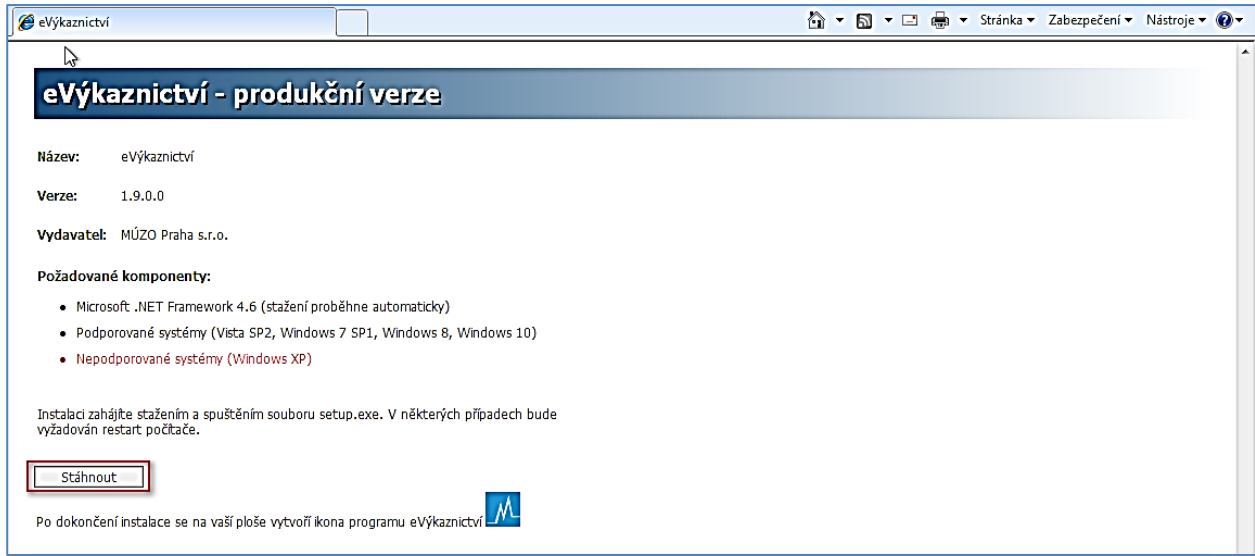 eVýkaznictví
Stránka Zabezpečení Nástroje
eVýkaznictví - produkční verze
Název: eVýkaznictví
Verze: 1.9.0.0
Vydavatel: MÚZO Praha s.r.o.
Požadované komponenty:
• Microsoft .NET Framework 4.6 (stažení proběhne automaticky)
• Podporované systémy (Vista SP2, Windows 7 SP1, Windows 8, Windows 10)
• Nepodporované systémy (Windows XP)
Instalaci zahájíte stažením a spuštěním souboru setup.exe. V některých případech bude
vyžadován restart počítače.
Stáhnout
Po dokončení instalace se na vaší ploše vytvoří ikona programu eVýkaznictví